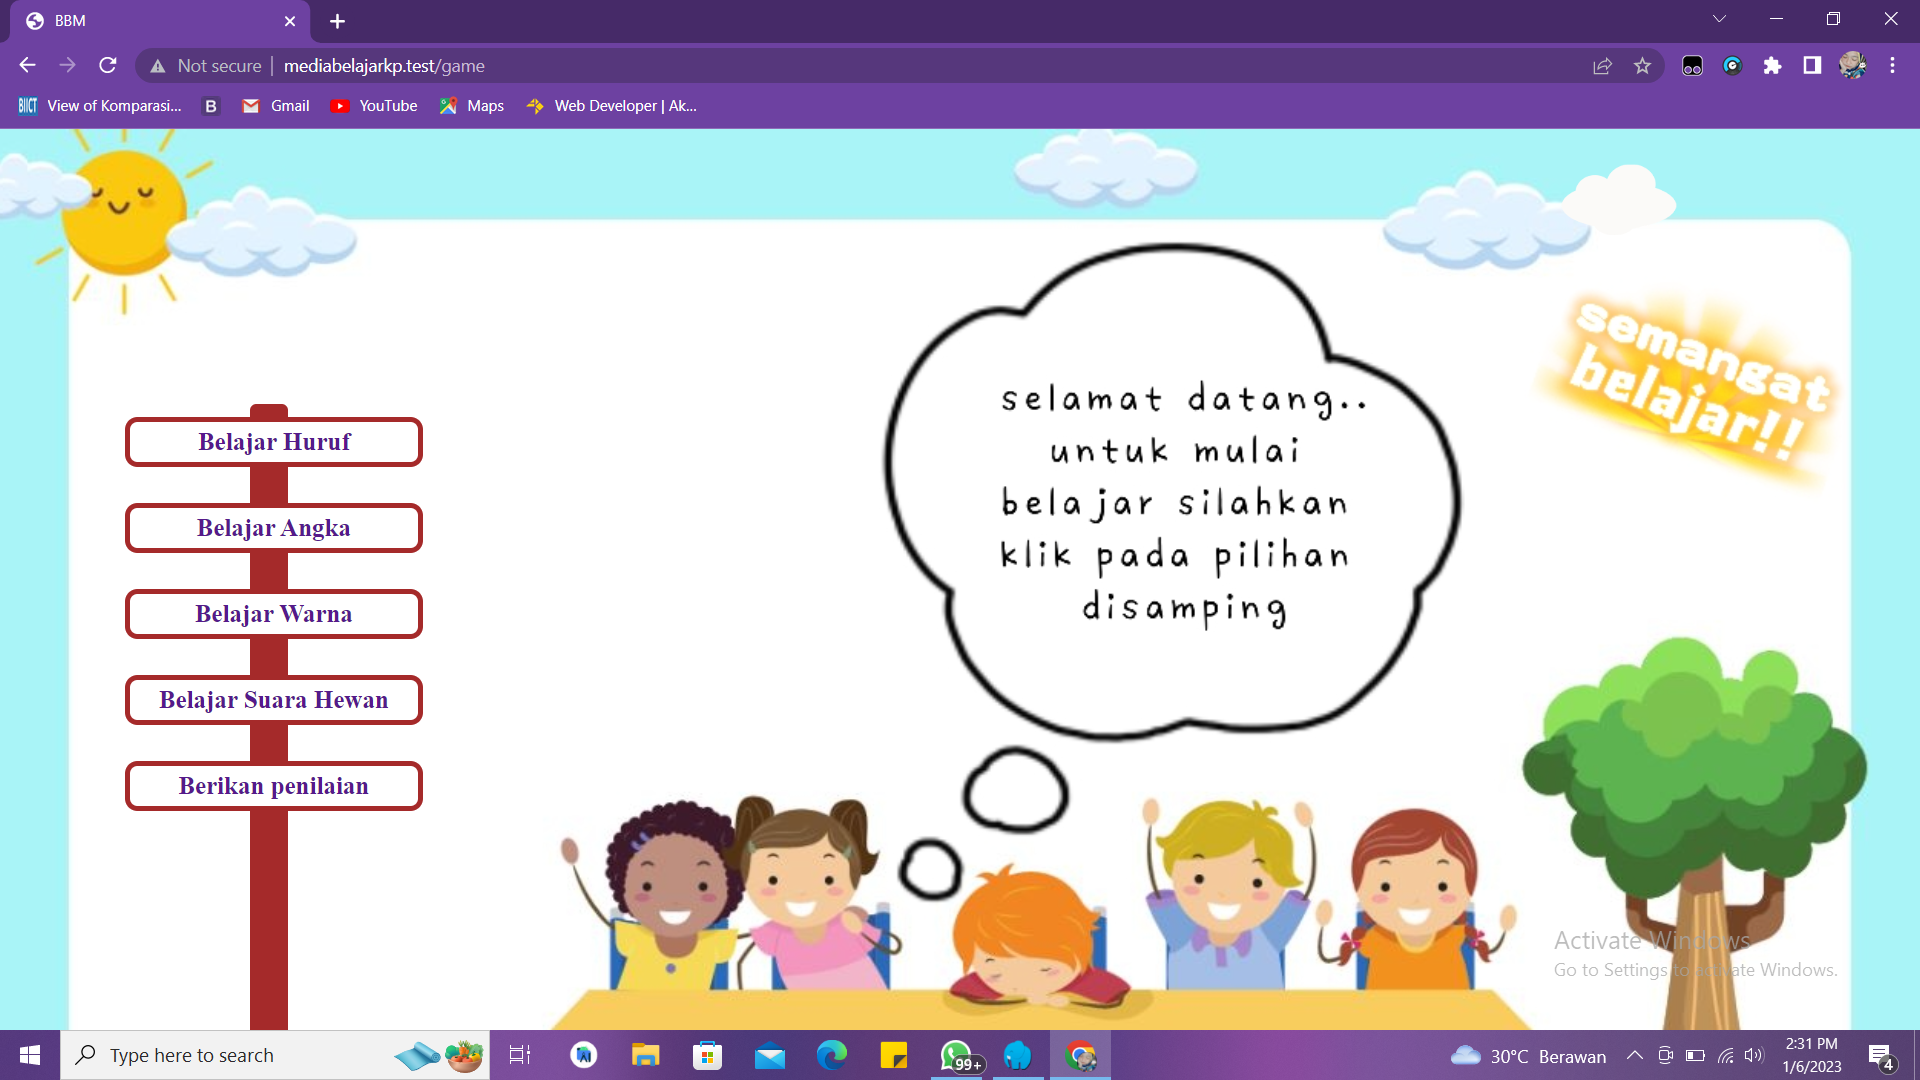 BBM
Not secure | mediabelajarkp.test/game
BIICT View of Komparasi... B Gmail YouTube Maps Web Developer | Ak...
semangat
belajar!!
selamat datang..
untuk mulai
belajar silahkan
klik pada pilihan
disamping
Belajar Huruf
Belajar Angka
Belajar Warna
Belajar Suara Hewan
Berikan penilaian
Activate Windows
Go to Settings to activate Windows.
Type here to search
99+
30°C Berawan
2:31 PM
1/6/2023
4